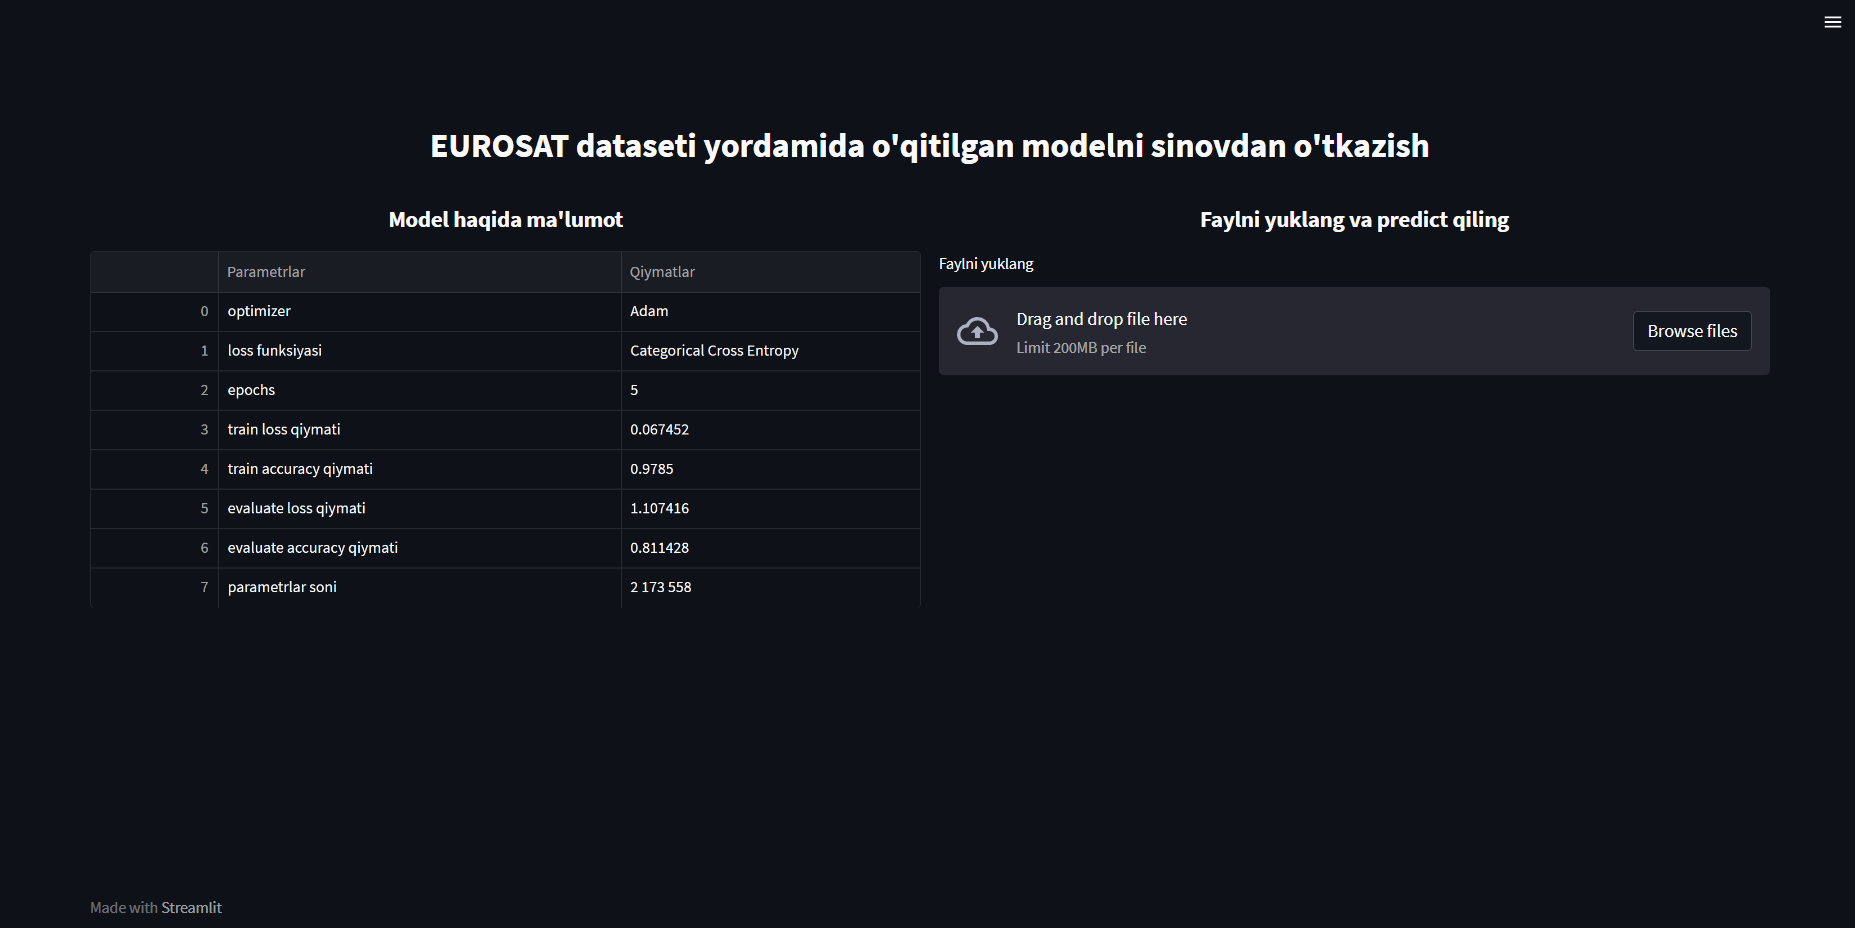 EUROSAT dataseti yordamida o'qitilgan modelni sinovdan o'tkazish
Model haqida ma'lumot
Parametrlar Qiymatlar
0 optimizer Adam
1 loss funksiyasi Categorical Cross Entropy
2 epochs 5
3 train loss qiymati 0.067452
4 train accuracy qiymati 0.9785
5 evaluate loss qiymati 1.107416
6 evaluate accuracy qiymati 0.811428
7 parametrlar soni 2 173 558
Faylni yuklang va predict qiling
Faylni yuklang
Drag and drop file here
Limit 200MB per file
Browse files
Made with Streamlit